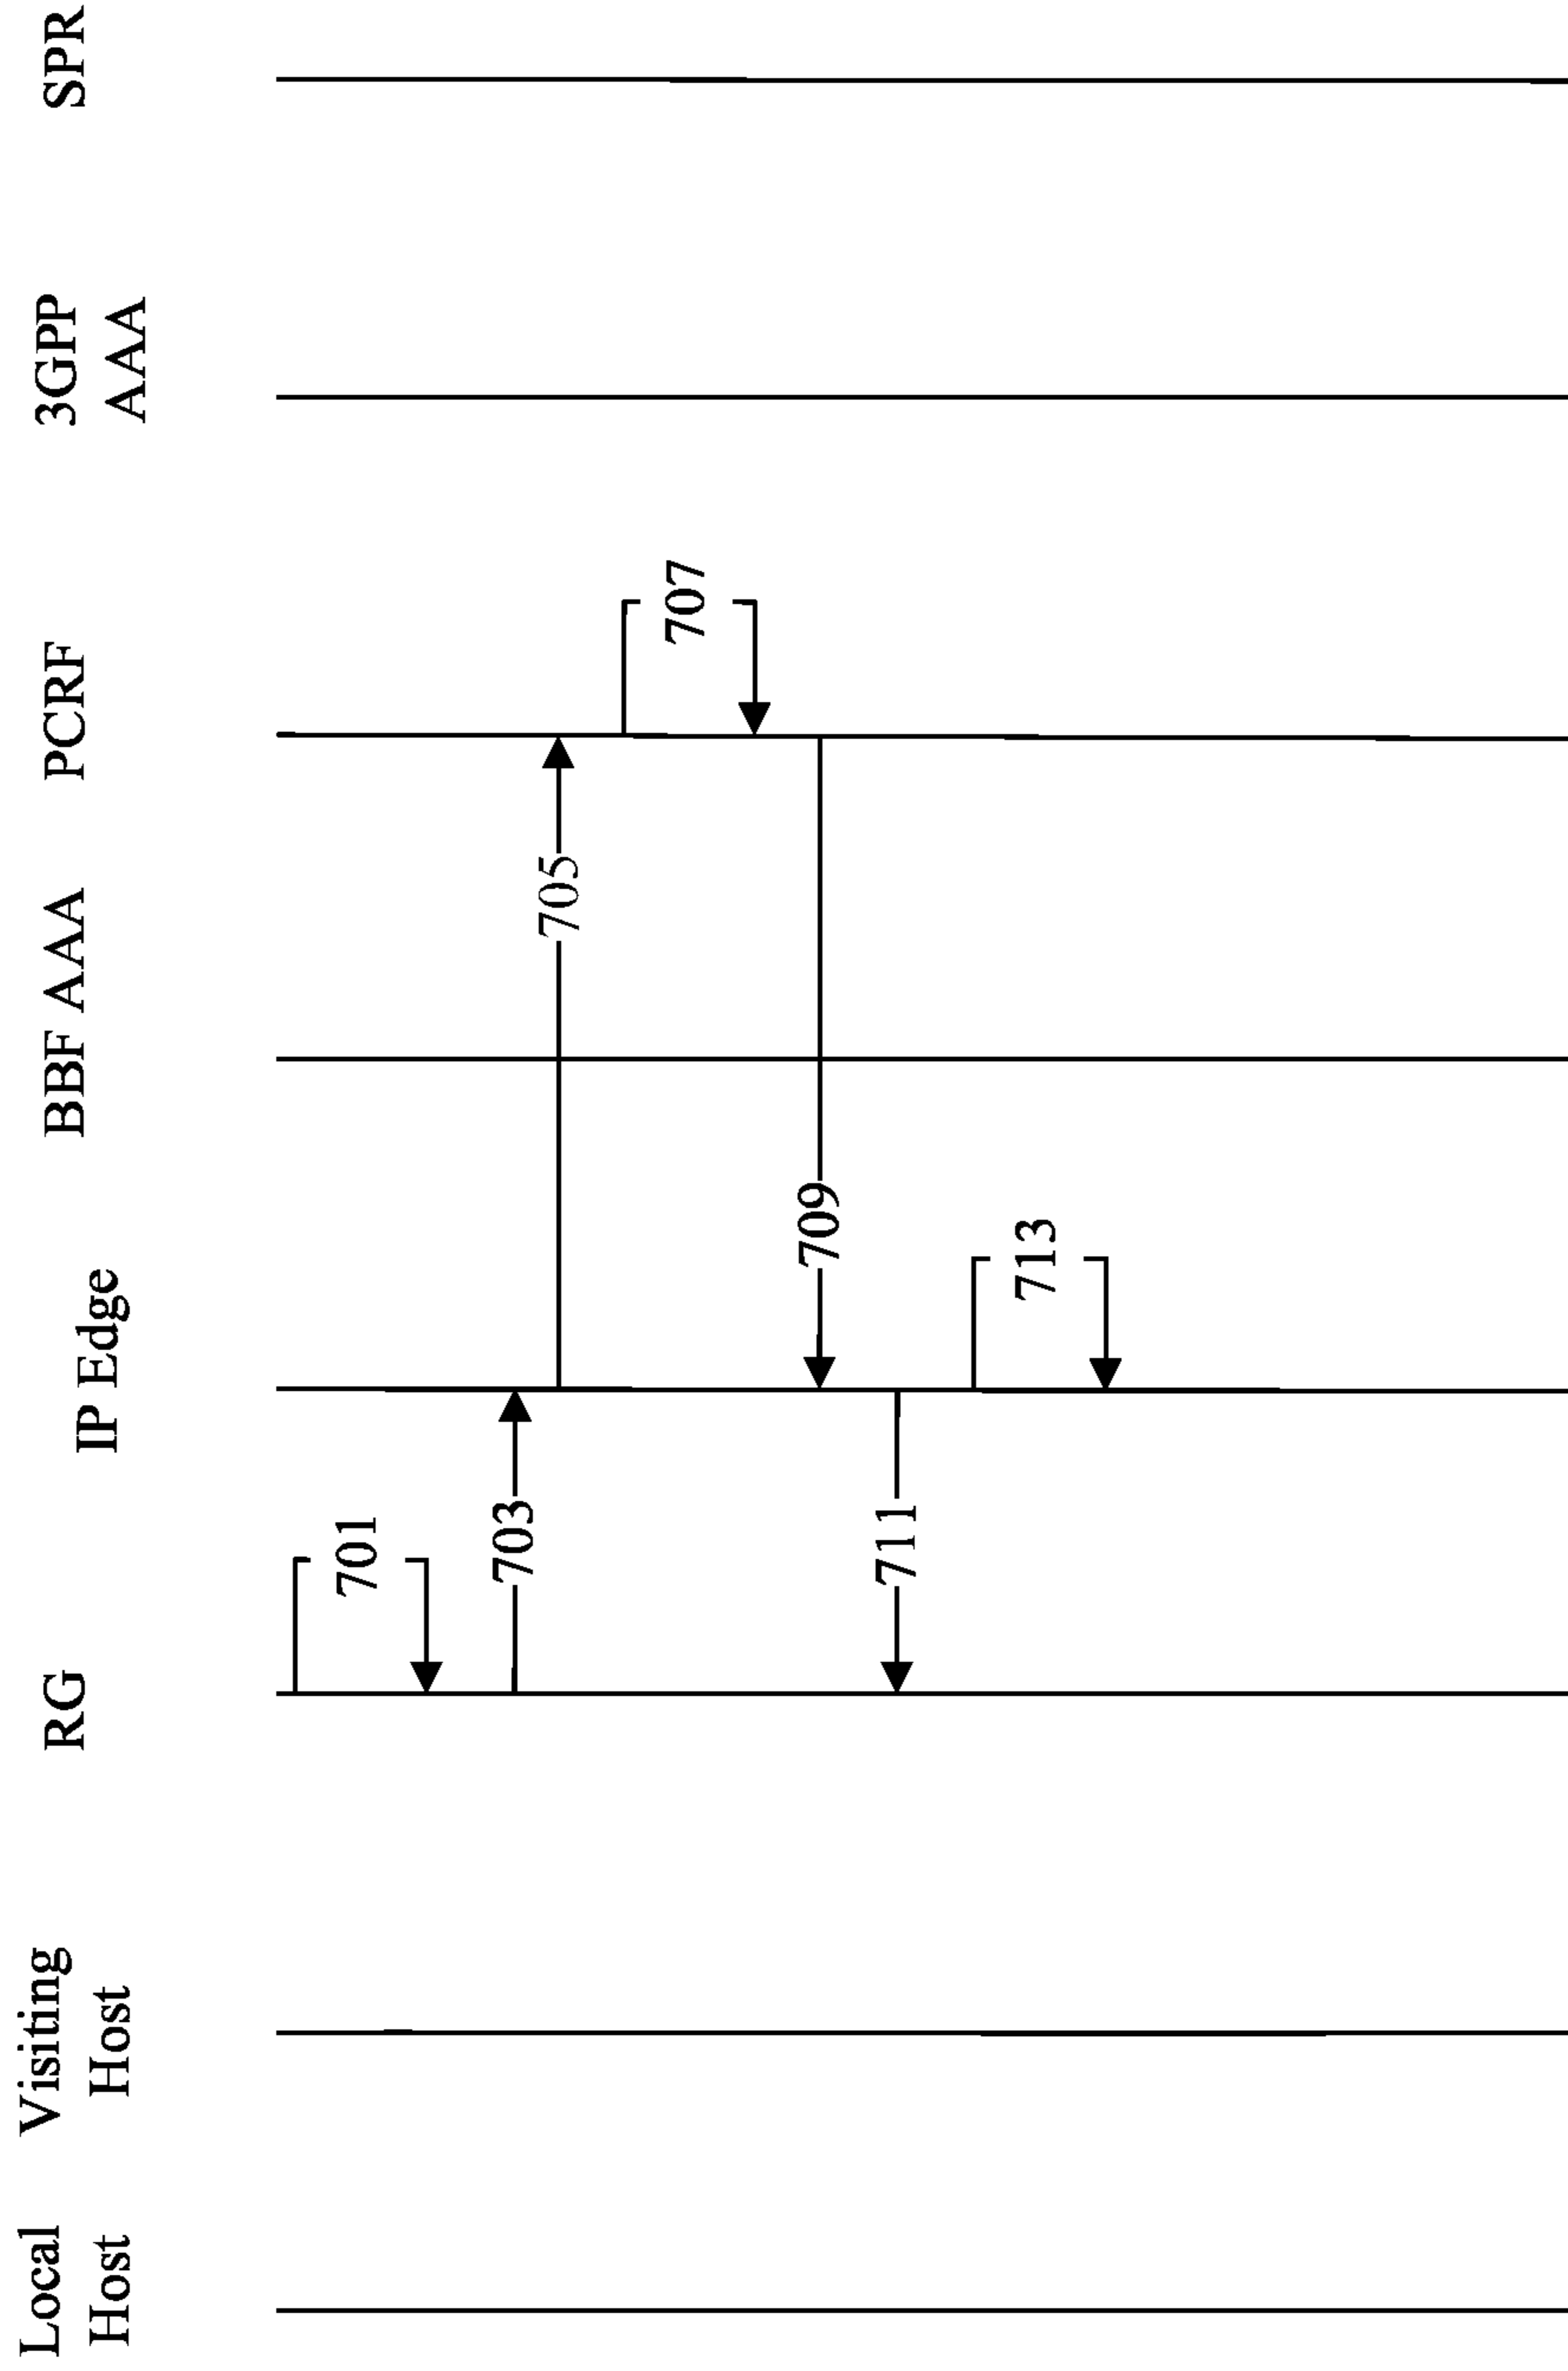 Local
Host
Visiting
Host
RG
IP Edge
BBF AAA
PCRF
3GPP
AAA
SPR
701
703
705
707
709
711
713